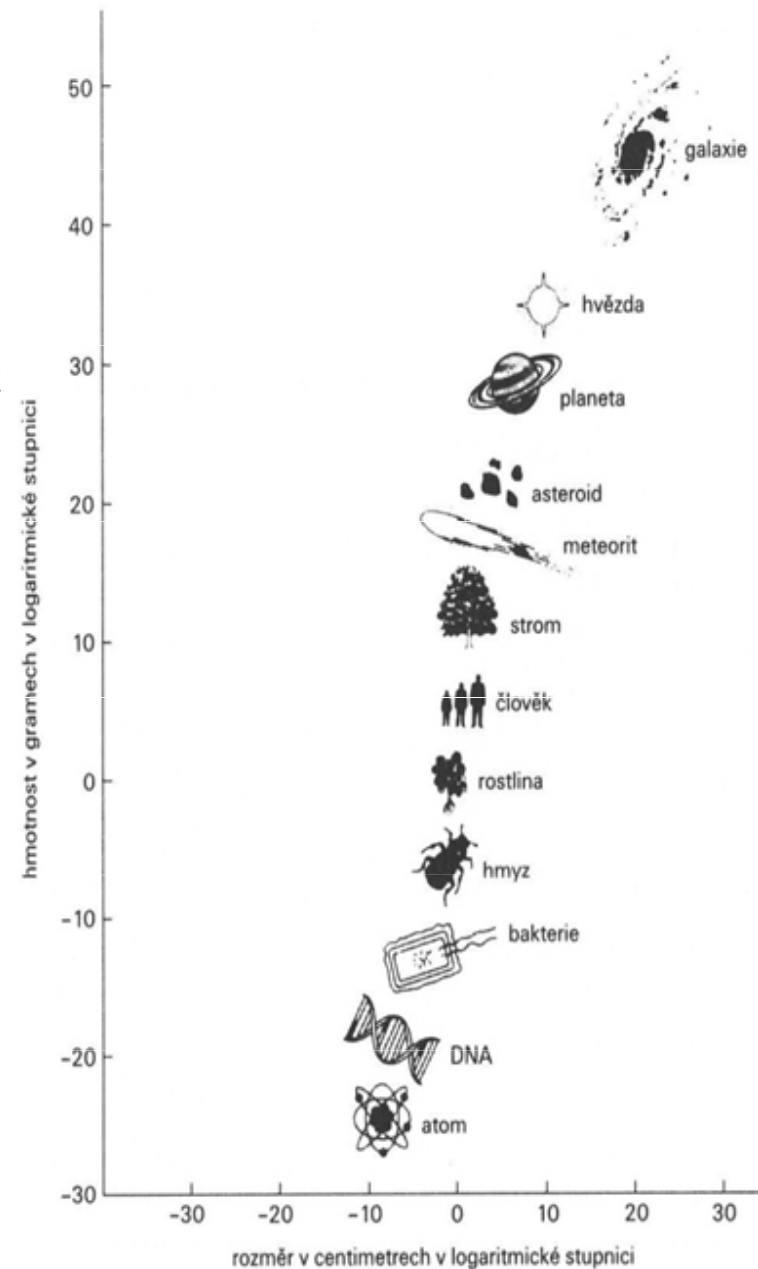 50
galaxie
40
hvězda
30
planeta
asteroid
20
meteorit
strom
10
člověk
0
rostlina
hmyz
-10
bakterie
-20
DNA
atom
-30
-30 -20 -10 0 10 20 30
rozměr v centimetrech v logaritmické stupnici
hmotnost v gramech v logaritmické stupnici